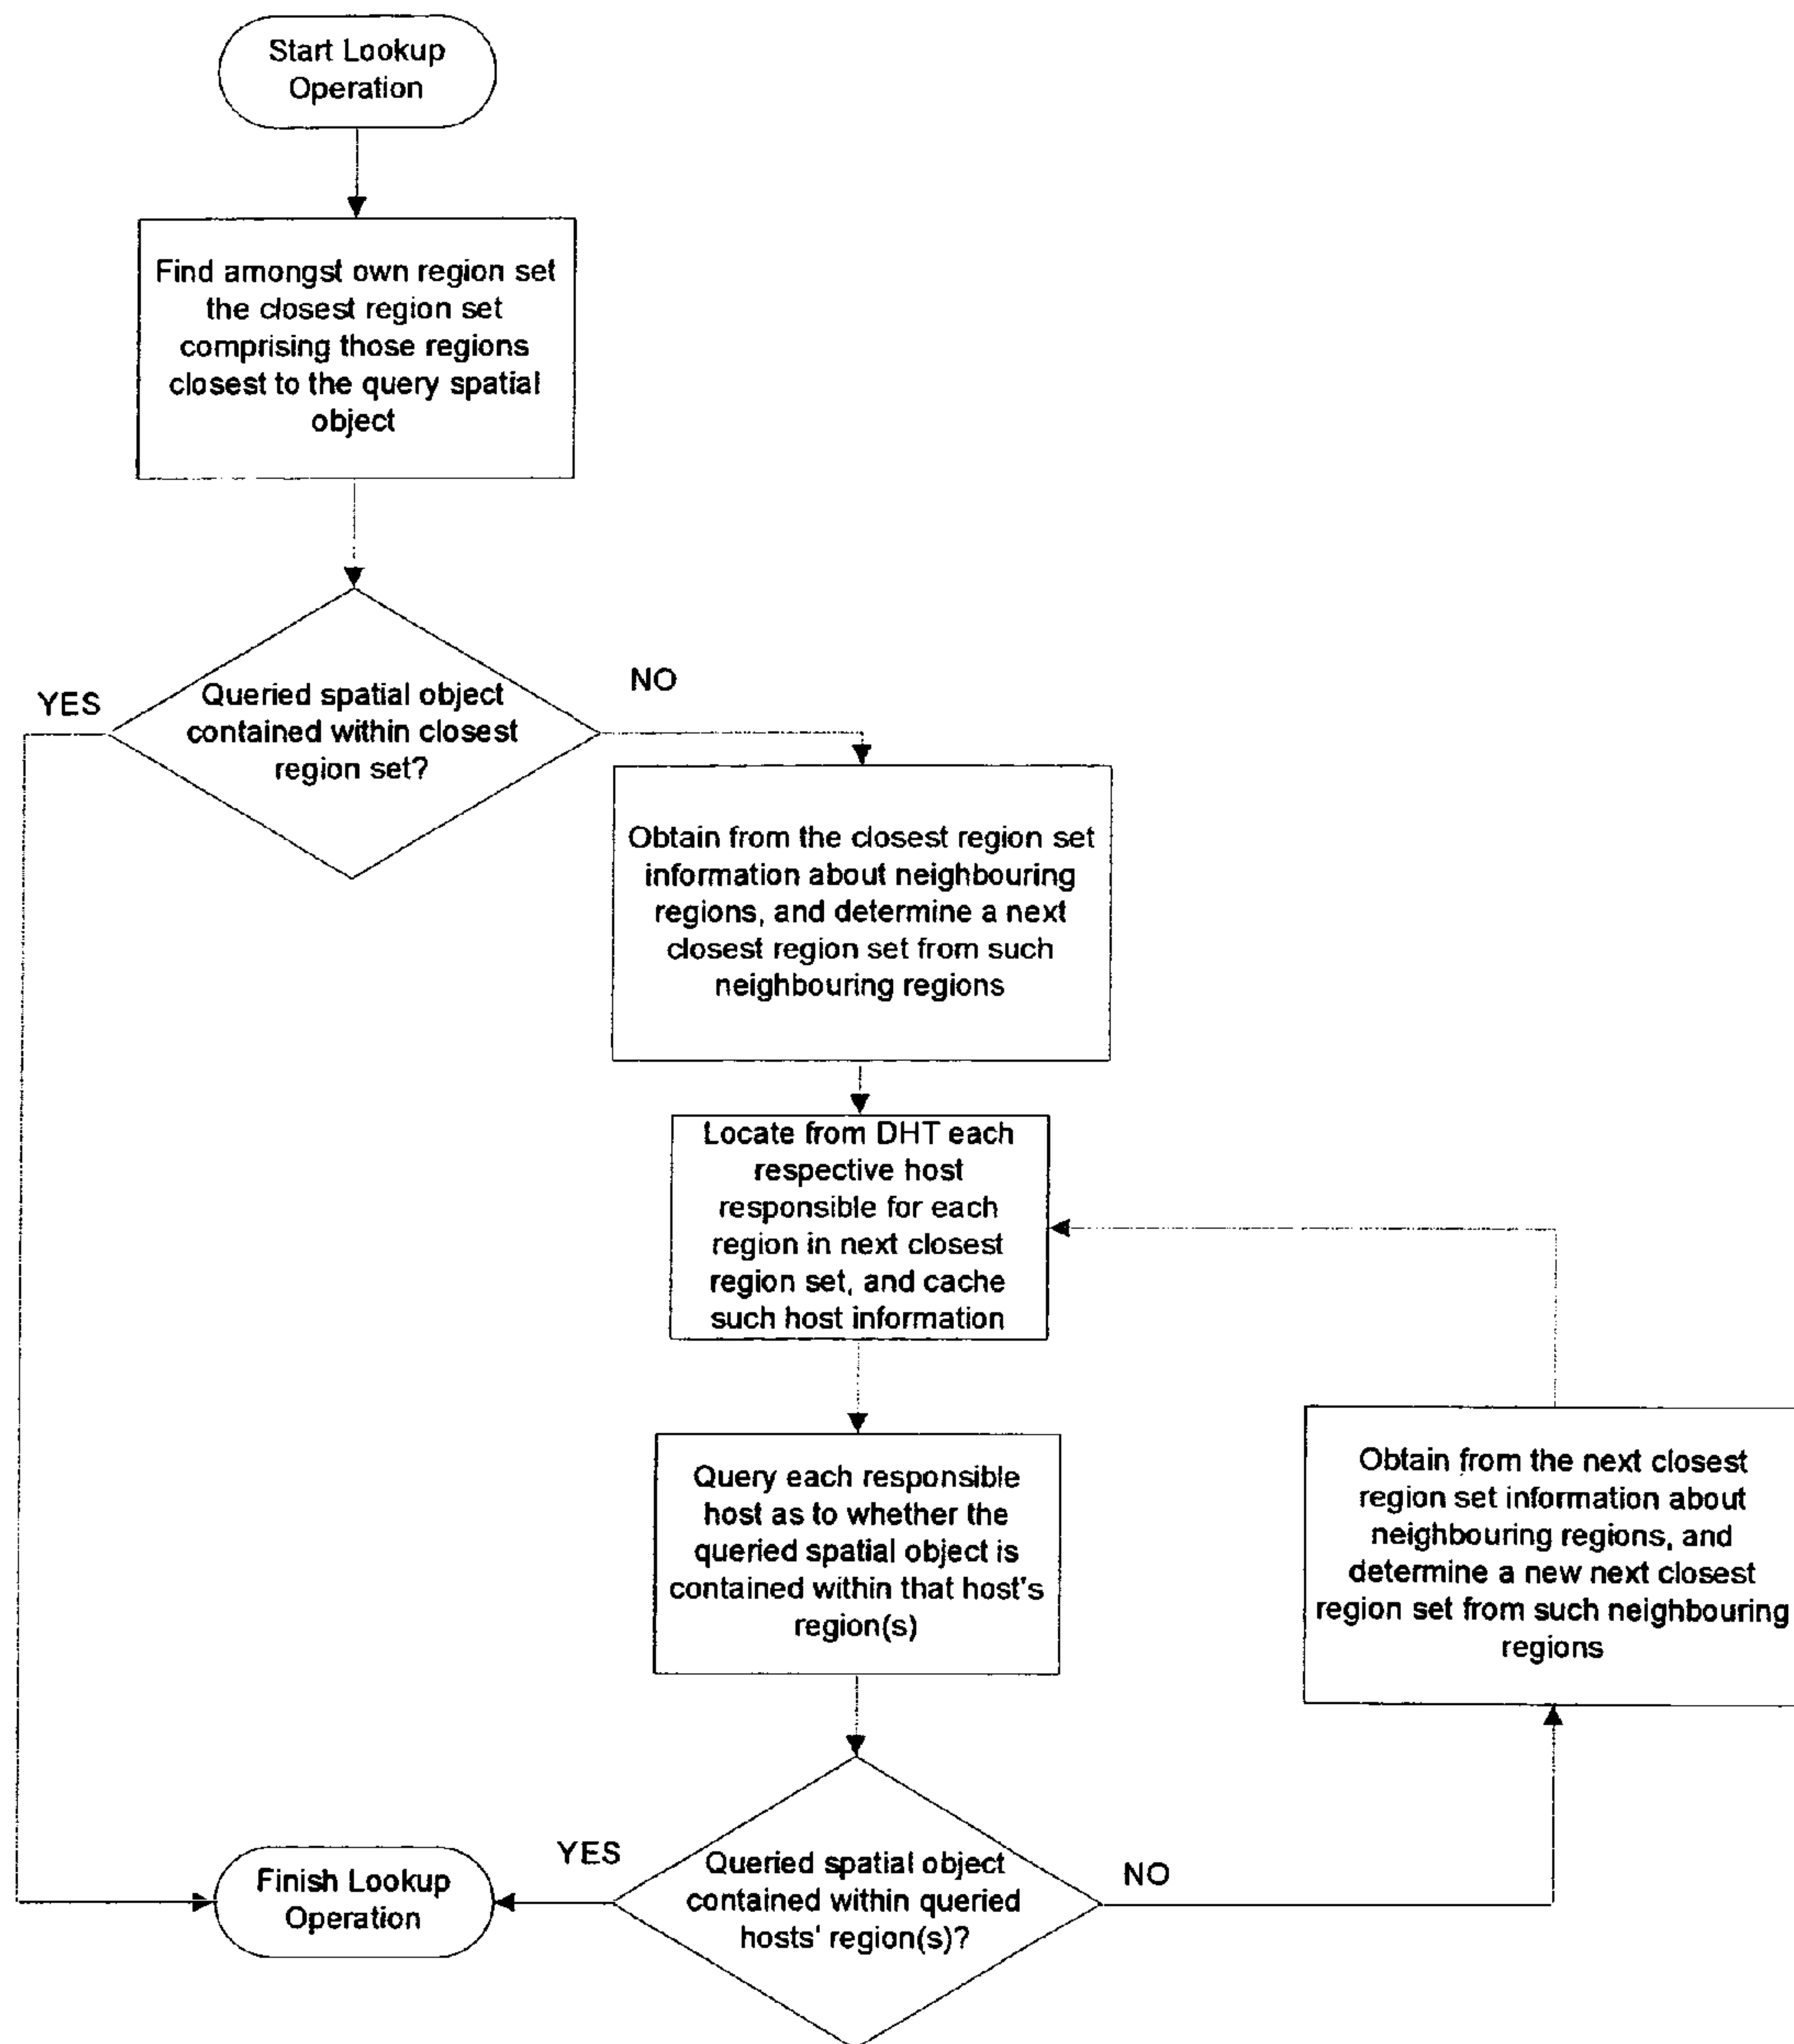 Start Lookup
Operation
Find amongst own region set
the closest region set
comprising those regions
closest to the query spatial
object
YES
Queried spatial object
contained within closest
region set?
NO
Obtain from the closest region set
information about neighbouring
regions, and determine a next
closest region set from such
neighbouring regions
Locate from DHT each
respective host
responsible for each
region in next closest
region set, and cache
such host information
Query each responsible
host as to whether the
queried spatial object is
contained within that host's
region(s)
Obtain from the next closest
region set information about
neighbouring regions, and
determine a new next closest
region set from such neighbouring
regions
Finish Lookup
Operation
YES
Queried spatial object
contained within queried
hosts' region(s)?
NO